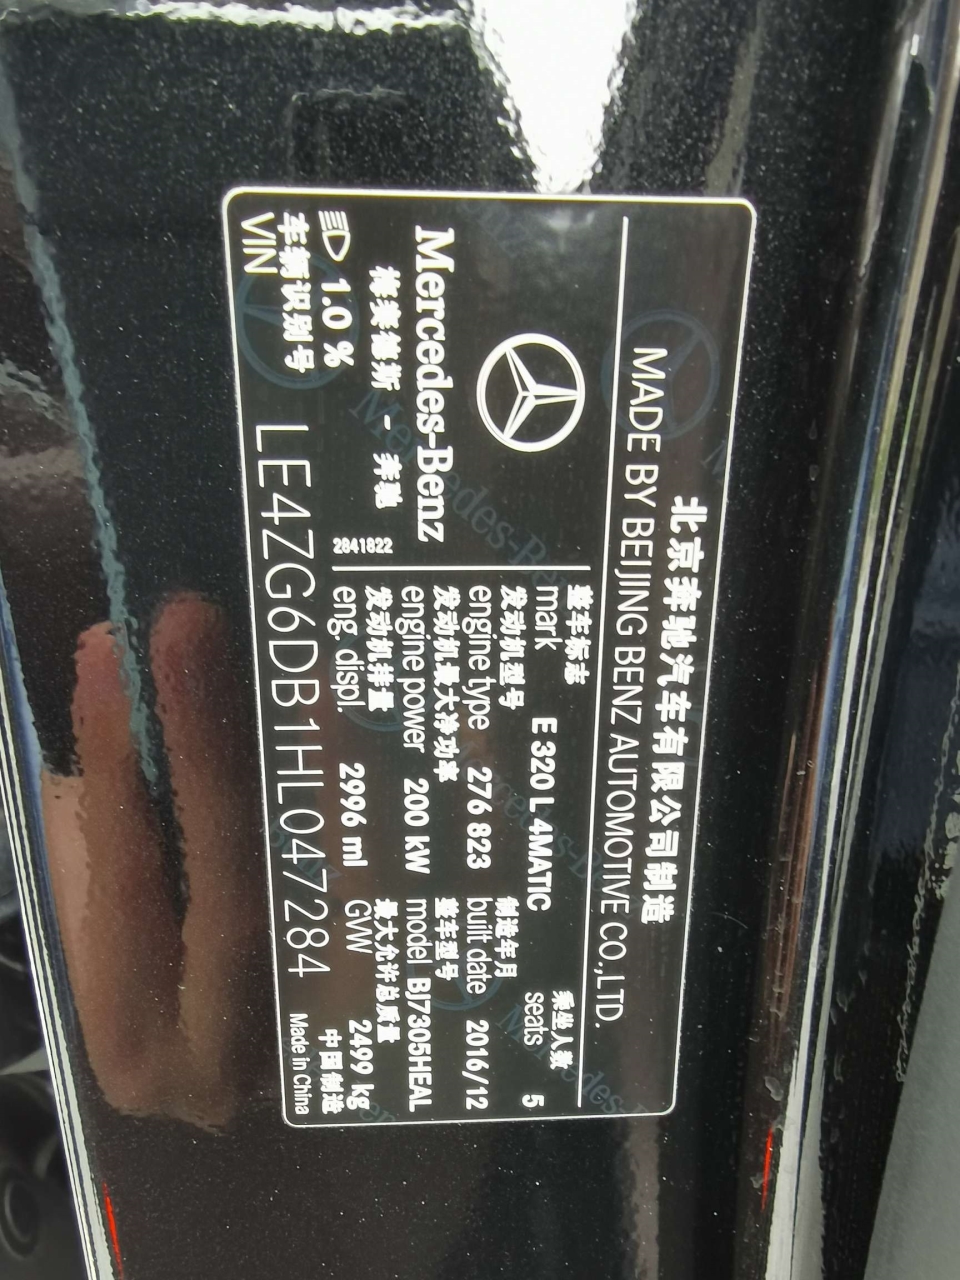 北京奔驰汽车有限公司制造
MADE BY BEIJING BENZ AUTOMOTIVE CO.,LTD.
Mercedes-Benz
梅赛德斯 - 奔驰
2841822
整车标志
mark E 320 L 4MATIC
乘坐人数
seats 5
发动机型号
engine type 276 823
制造年月
built date 2016/12
发动机最大净功率
engine power 200 kW
整车型号
model BJ7305HEAL
发动机排量
eng. displ. 2996 ml
最大允许总质量
GVW 2499 kg
1.0 %
车辆识别号
VIN LE4ZG6DB1HL047284
中国制造
Made in China